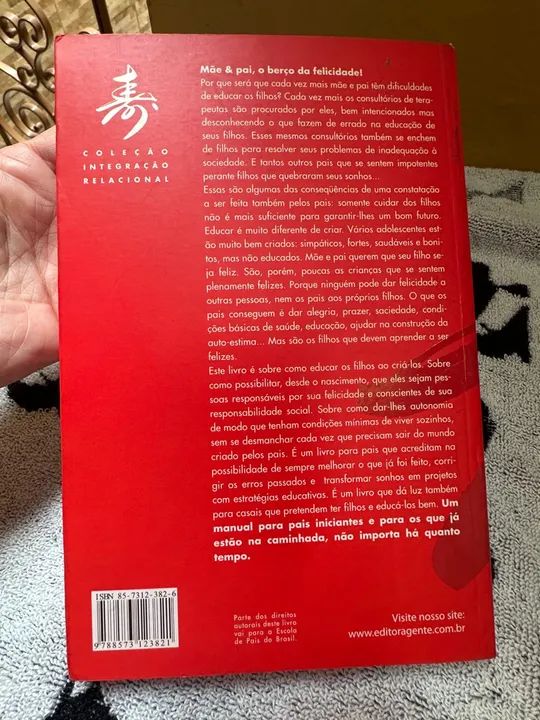 寿
COLEÇÃO
INTEGRAÇÃO
RELACIONAL
Mãe & pai, o berço da felicidade!
Por que será que cada vez mais mãe e pai têm dificuldades
de educar os filhos? Cada vez mais os consultórios de tera-
peutas são procurados por eles, bem intencionados mas
desconhecendo o que fazem de errado na educação de
seus filhos. Esses mesmos consultórios também se enchem
de filhos para resolver seus problemas de inadequação à
sociedade. E tantos outros pais que se sentem impotentes
perante filhos que quebraram seus sonhos...
Essas são algumas das conseqüências de uma constatação
a ser feita também pelos pais: somente cuidar dos filhos
não é mais suficiente para garantir-lhes um bom futuro.
Educar é muito diferente de criar. Vários adolescentes es-
tão muito bem criados: simpáticos, fortes, saudáveis e boni-
tos, mas não educados. Mãe e pai querem que seu filho se-
ja feliz. São, porém, poucas as crianças que se sentem
plenamente felizes. Porque ninguém pode dar felicidade a
outras pessoas, nem os pais aos próprios filhos. O que os
pais conseguem é dar alegria, prazer, sociedade, condi-
ções básicas de saúde, educação, ajudar na construção da
auto-estima... Mas são os filhos que devem aprender a ser
felizes.
Este livro é sobre como educar os filhos ao criá-los. Sobre
como possibilitar, desde o nascimento, que eles sejam pes-
soas responsáveis por sua felicidade e conscientes de sua
responsabilidade social. Sobre como dar-lhes autonomia
de modo que tenham condições mínimas de viver sozinhos,
sem se desmanchar cada vez que precisam sair do mundo
criado pelos pais. É um livro para pais que acreditam na
possibilidade de sempre melhorar o que já foi feito, corri-
gir os erros passados e transformar sonhos em projetos
com estratégias educativas. É um livro que dá luz também
para casais que pretendem ter filhos e educá-los bem. Um
manual para pais iniciantes e para os que já
estão na caminhada, não importa há quanto
tempo.
ISBN 85-7312-382-6
9 788573 123821
Parte dos direitos
autorais deste livro
vai para a Escola
de Pais do Brasil.
Visite nosso site:
www.editoragente.com.br